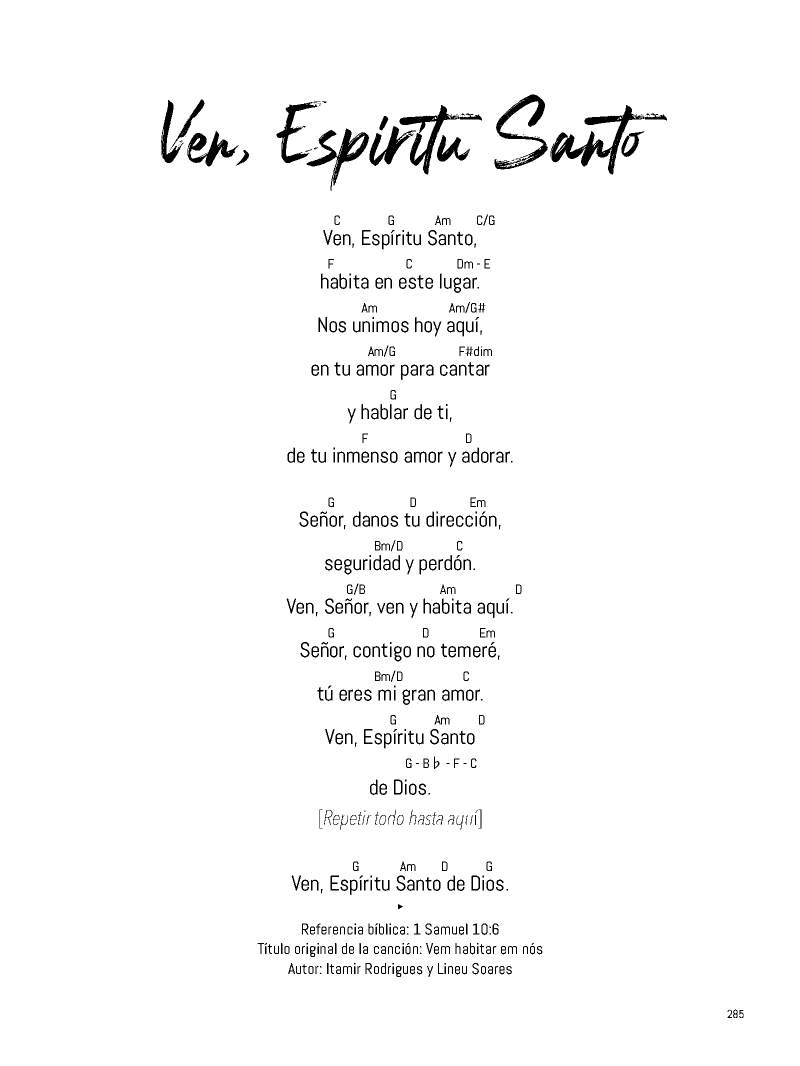 Ven, Espíritu Santo
C G Am C/G
Ven, Espíritu Santo,
F C Dm - E
habita en este lugar.
Am Am/G#
Nos unimos hoy aquí,
Am/G F#dim
en tu amor para cantar
G
y hablar de ti,
F D
de tu inmenso amor y adorar.
G D Em
Señor, danos tu dirección,
Bm/D C
seguridad y perdón.
G/B Am D
Ven, Señor, ven y habita aquí.
G D Em
Señor, contigo no temeré,
Bm/D C
tú eres mi gran amor.
G Am D
Ven, Espíritu Santo
G - B♭ - F - C
de Dios.
[Repetir todo hasta aquí]
G Am D G
Ven, Espíritu Santo de Dios.
Referencia bíblica: 1 Samuel 10:6
Título original de la canción: Vem habitar em nós
Autor: Itamir Rodrigues y Lineu Soares
285